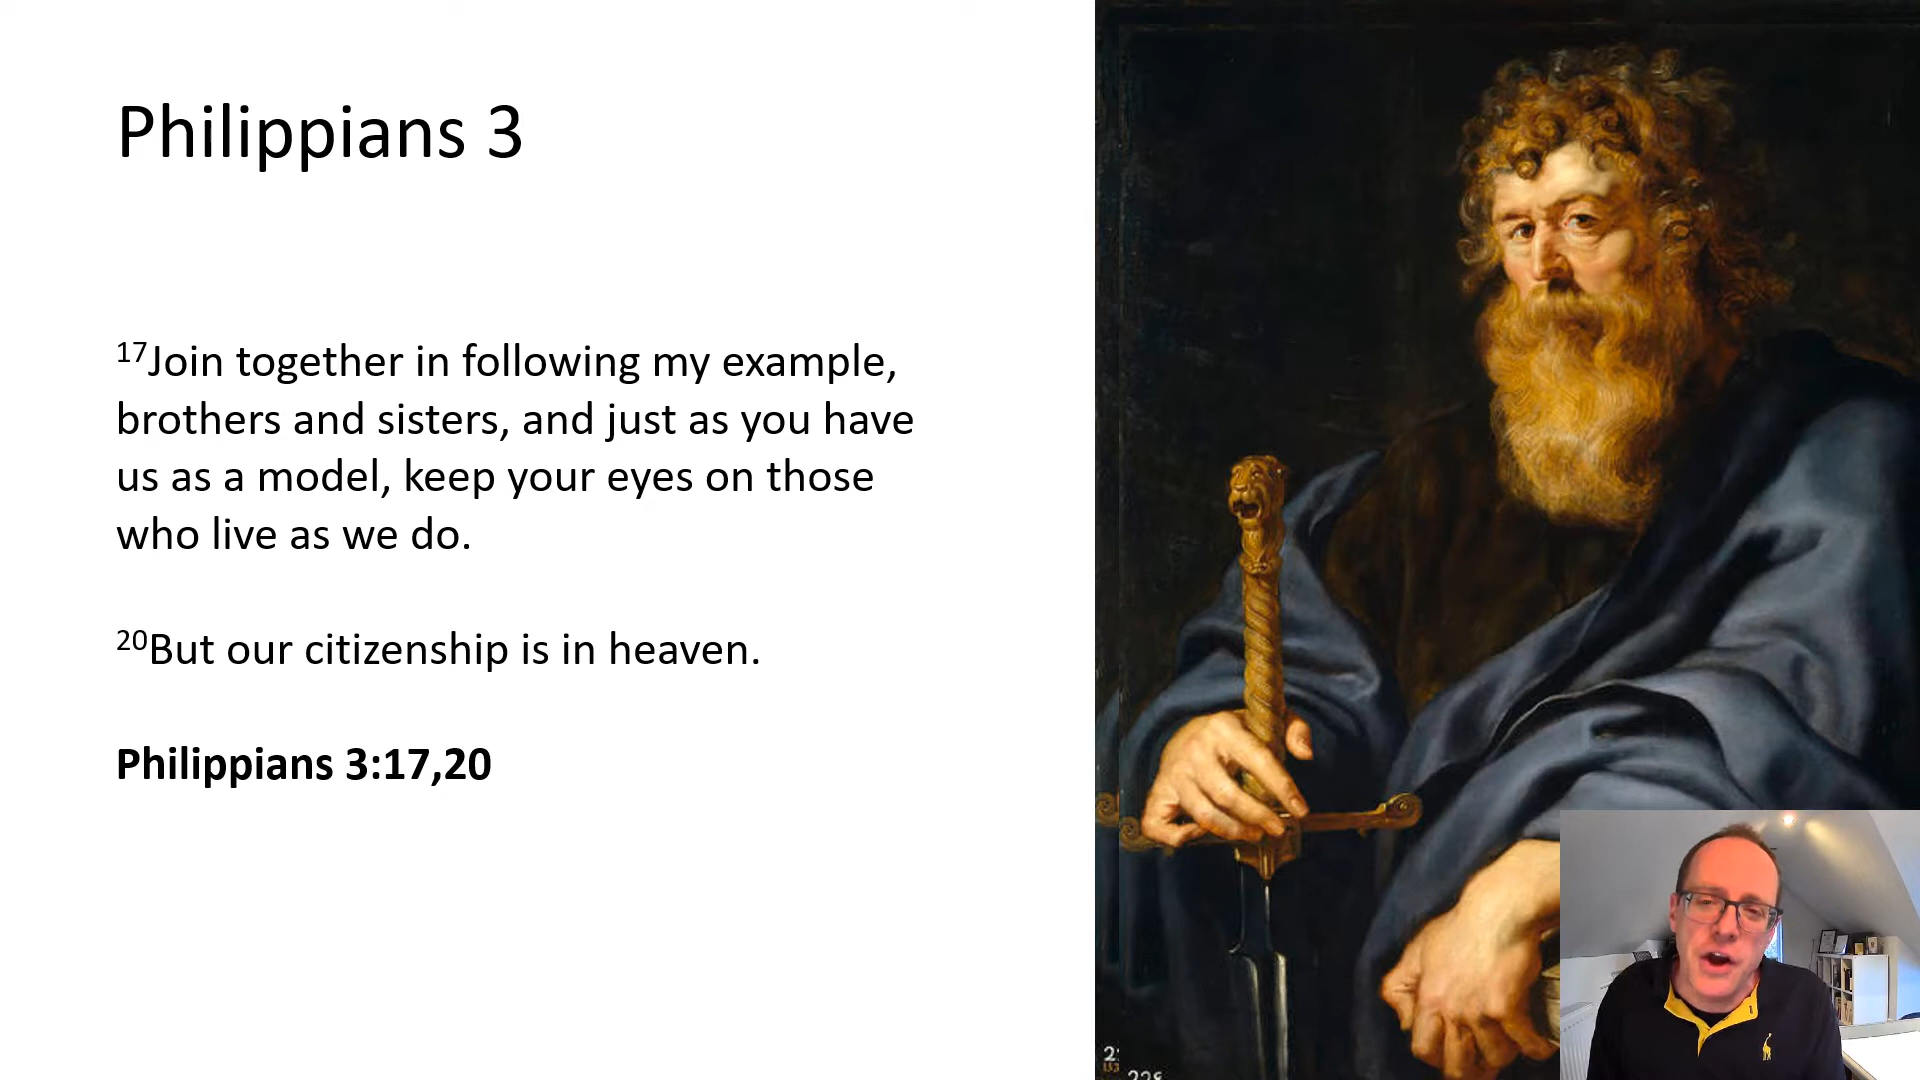 Philippians 3
17Join together in following my example,
brothers and sisters, and just as you have
us as a model, keep your eyes on those
who live as we do.
20But our citizenship is in heaven.
Philippians 3:17,20